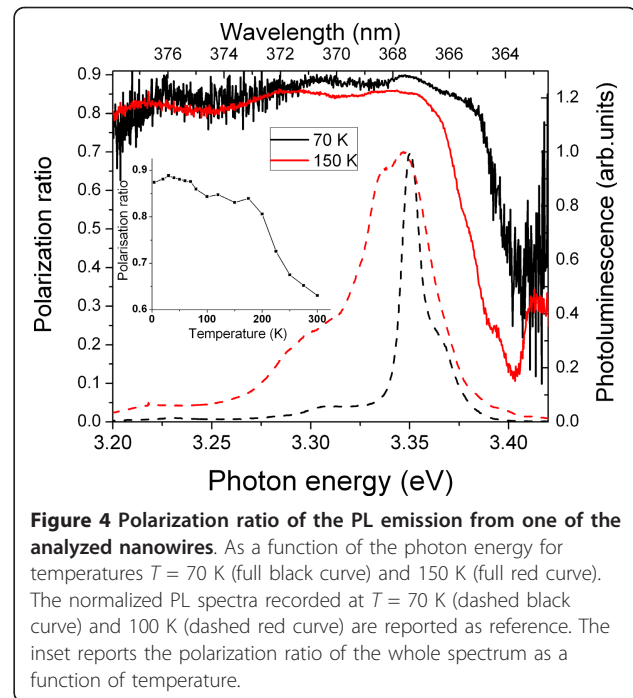 Wavelength (nm)
376 374 372 370 368 366 364
0.9
0.8
0.7
0.6
0.5
0.4
0.3
0.2
0.1
0.0
Polarization ratio
70 K
150 K
0.9
0.8
0.7
0.6
Polarisation ratio
0 100 200 300
Temperature (K)
1.2
1.0
0.8
0.6
0.4
0.2
0.0
Photoluminescence (arb.units)
3.20 3.25 3.30 3.35 3.40
Photon energy (eV)
Figure 4 Polarization ratio of the PL emission from one of the
analyzed nanowires. As a function of the photon energy for
temperatures T = 70 K (full black curve) and 150 K (full red curve).
The normalized PL spectra recorded at T = 70 K (dashed black
curve) and 100 K (dashed red curve) are reported as reference. The
inset reports the polarization ratio of the whole spectrum as a
function of temperature.